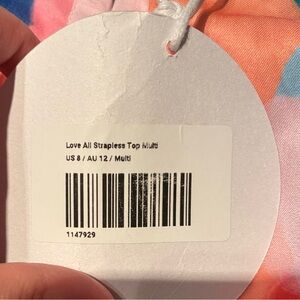 Love All Strapless Top Multi
US 8 / AU 12 / Multi
1147929